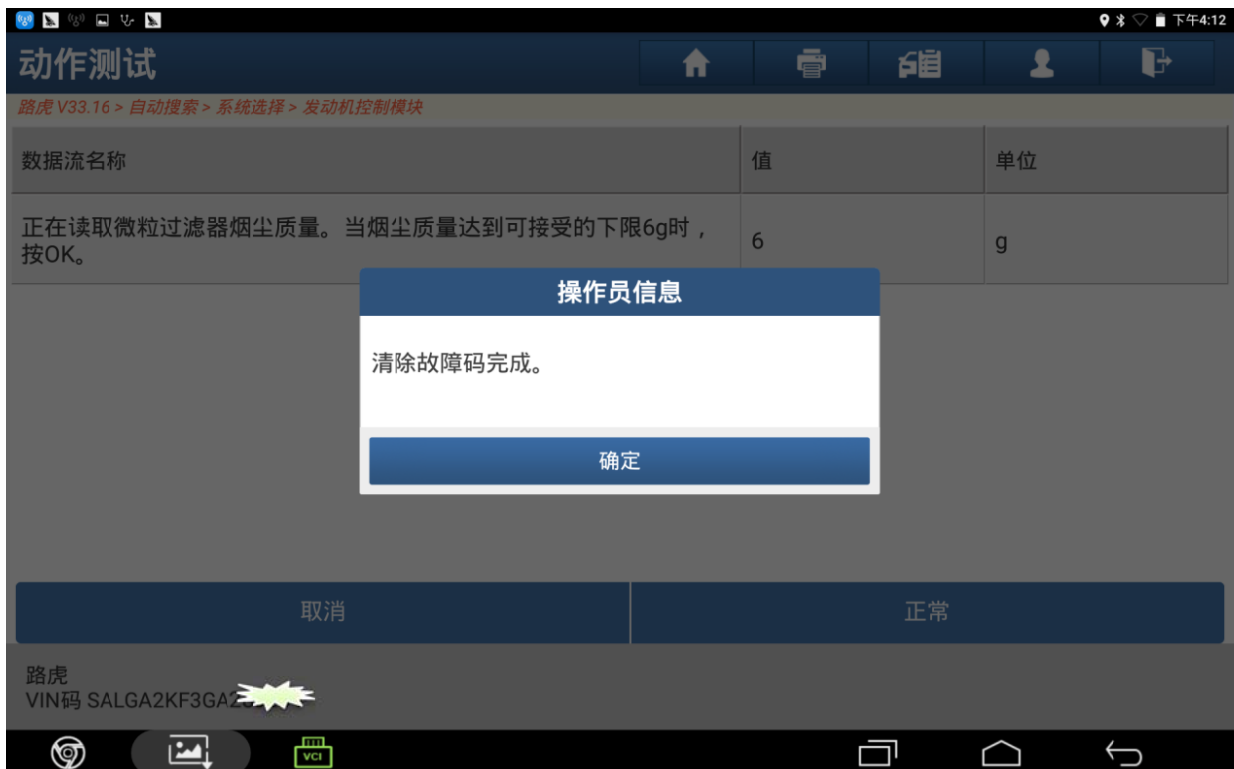 下午4:12
动作测试
路虎 V33.16 > 自动搜索 > 系统选择 > 发动机控制模块
数据流名称 值 单位
正在读取微粒过滤器烟尘质量。当烟尘质量达到可接受的下限6g时，
按OK。
6 g
操作员信息
清除故障码完成。
确定
取消 正常
路虎
VIN码 SALGA2KF3GA2
VCI